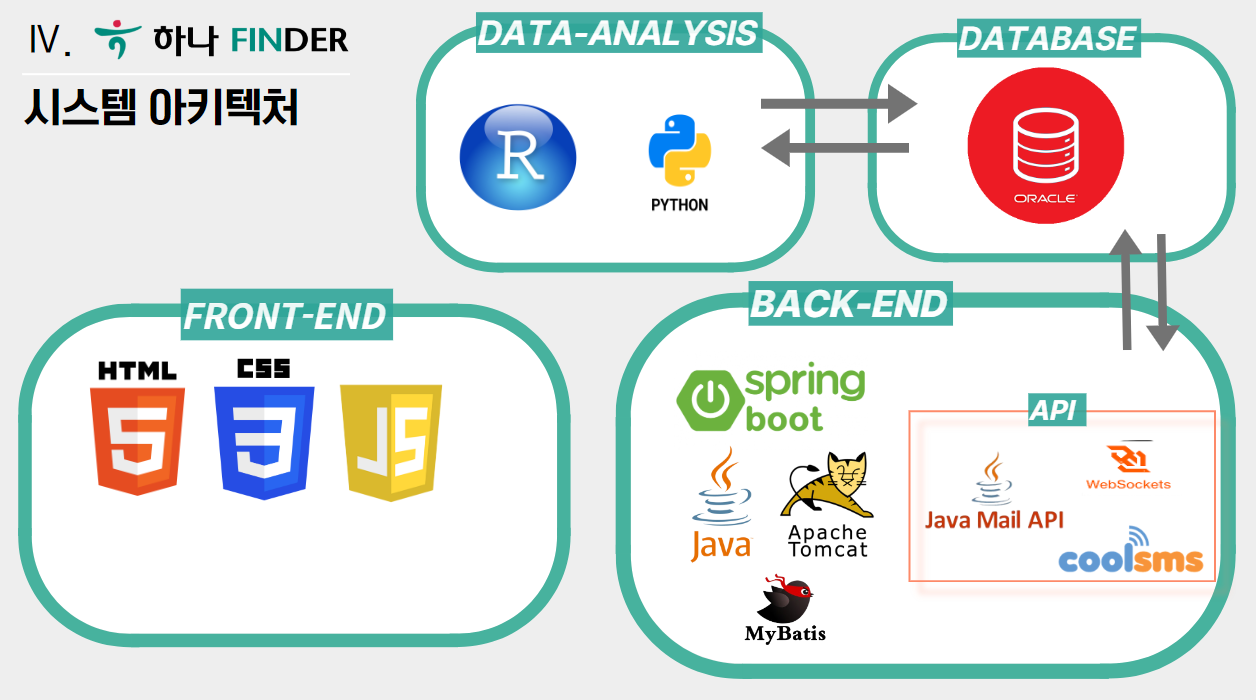 Ⅳ. 하나 FINDER
시스템 아키텍처
DATA-ANALYSIS
R
PYTHON
DATABASE
ORACLE
FRONT-END
HTML
5
CSS
3
JS
BACK-END
spring
boot
Java
Apache
Tomcat
MyBatis
API
Java Mail API
WebSockets
coolsms